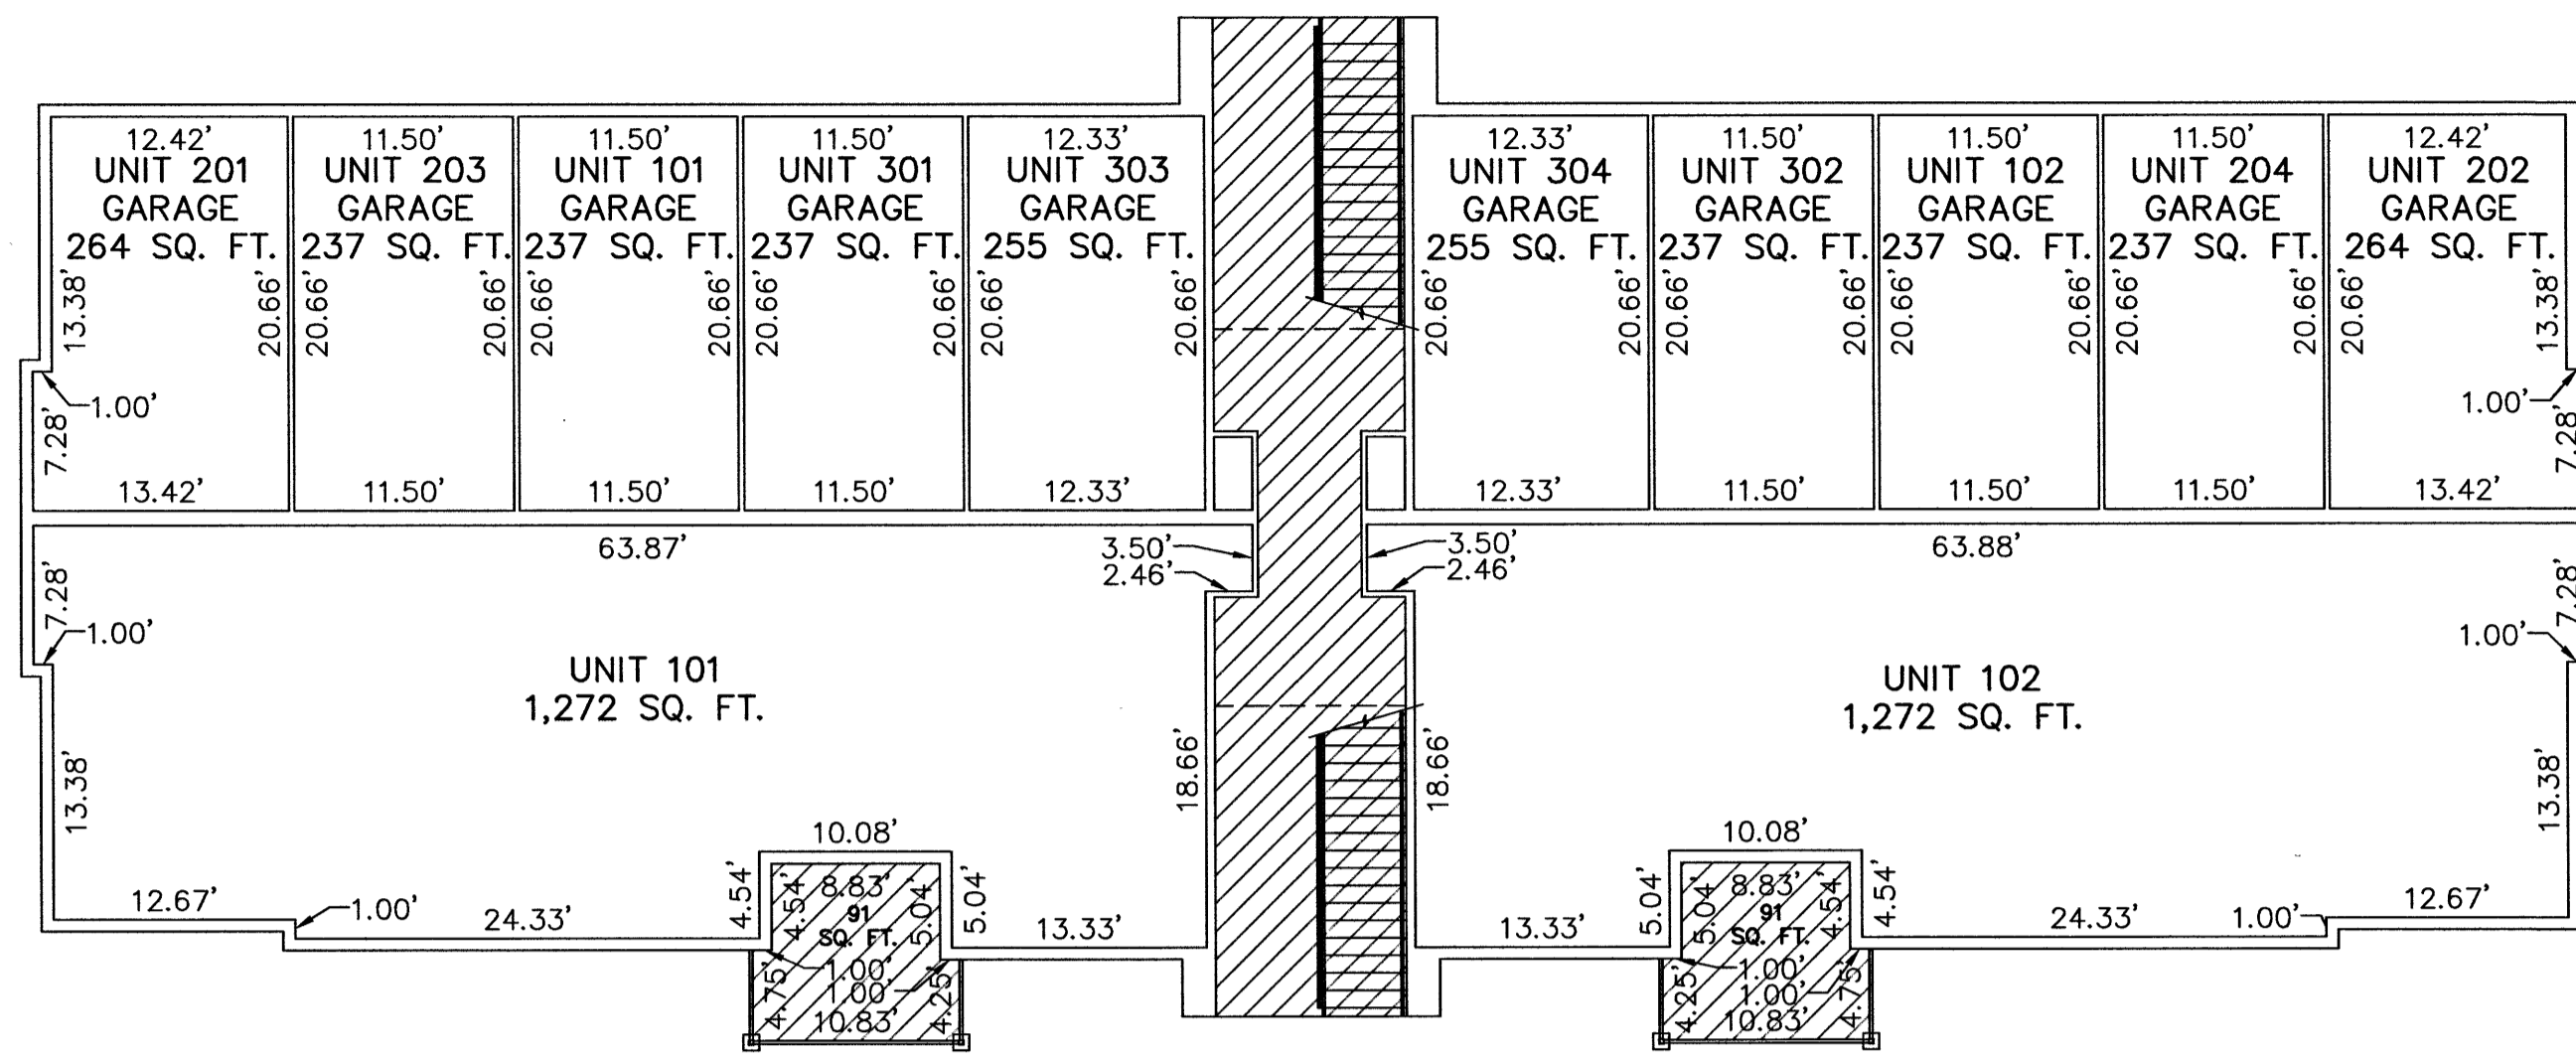 12.42' 11.50' 11.50' 11.50' 12.33' 12.33' 11.50' 11.50' 11.50' 12.42'
UNIT 201 UNIT 203 UNIT 101 UNIT 301 UNIT 303 UNIT 304 UNIT 302 UNIT 102 UNIT 204 UNIT 202
GARAGE GARAGE GARAGE GARAGE GARAGE GARAGE GARAGE GARAGE GARAGE GARAGE
264 SQ. FT. 237 SQ. FT. 237 SQ. FT. 237 SQ. FT. 255 SQ. FT. 255 SQ. FT. 237 SQ. FT. 237 SQ. FT. 237 SQ. FT. 264 SQ. FT.
13.38' 20.66' 20.66' 20.66' 20.66' 20.66' 20.66' 20.66' 20.66' 20.66' 20.66' 20.66' 20.66' 20.66' 20.66' 20.66' 20.66' 20.66' 20.66' 13.38'
1.00' 1.00'
7.28' 7.28'
13.42' 11.50' 11.50' 11.50' 12.33' 12.33' 11.50' 11.50' 11.50' 13.42'
63.87' 3.50' 3.50' 63.88'
2.46' 2.46'
7.28' 7.28'
1.00' 1.00'
UNIT 101 UNIT 102
1,272 SQ. FT. 1,272 SQ. FT.
13.38' 18.66' 18.66' 13.38'
10.08' 10.08'
12.67' 1.00' 24.33' 4.54' 4.54' 8.83' 5.04' 5.04' 13.33' 13.33' 5.04' 5.04' 8.83' 4.54' 4.54' 24.33' 1.00' 12.67'
91 91
SQ. FT. SQ. FT.
1.00' 1.00'
1.00' 1.00'
4.75' 10.83' 4.25' 4.25' 10.83' 4.75'